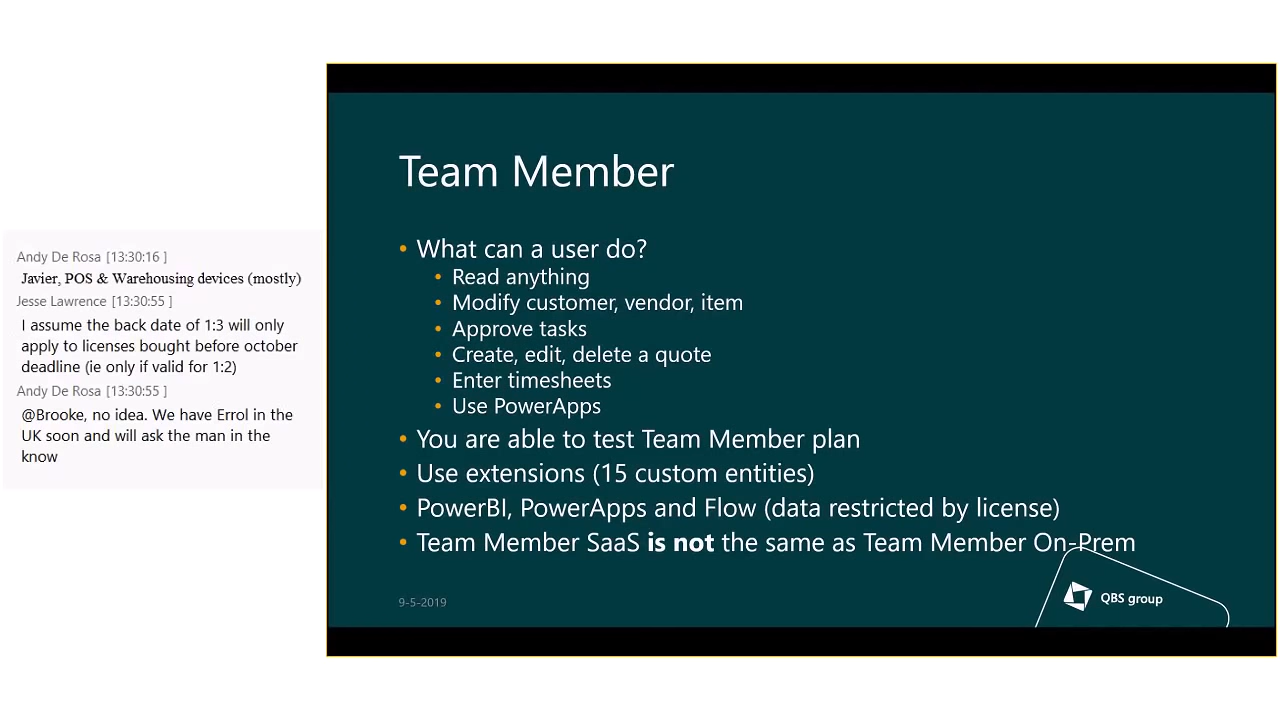 Andy De Rosa [13:30:16 ]
Javier, POS & Warehousing devices (mostly)
Jesse Lawrence [13:30:55 ]
I assume the back date of 1:3 will only
apply to licenses bought before october
deadline (ie only if valid for 1:2)
Andy De Rosa [13:30:55 ]
@Brooke, no idea. We have Errol in the
UK soon and will ask the man in the
know
Team Member
• What can a user do?
• Read anything
• Modify customer, vendor, item
• Approve tasks
• Create, edit, delete a quote
• Enter timesheets
• Use PowerApps
• You are able to test Team Member plan
• Use extensions (15 custom entities)
• PowerBI, PowerApps and Flow (data restricted by license)
• Team Member SaaS is not the same as Team Member On-Prem
9-5-2019
QBS group